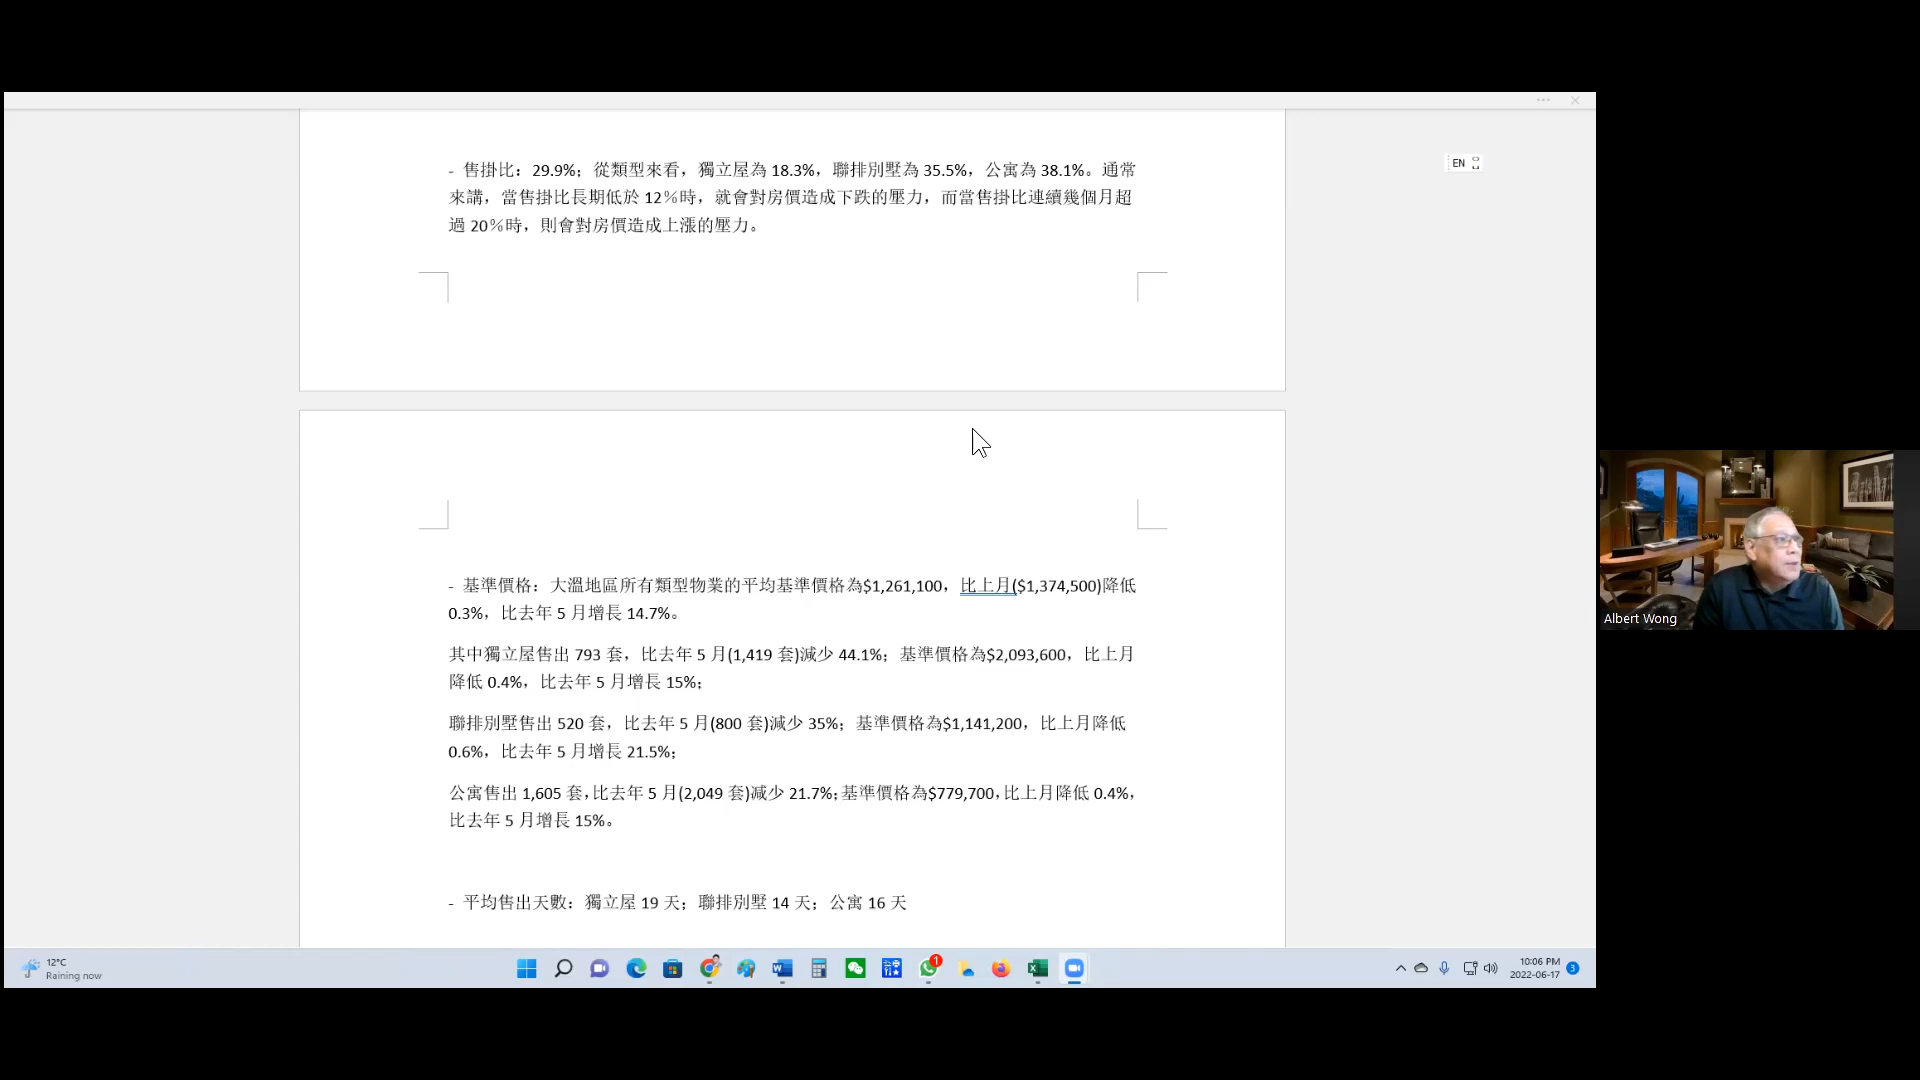 EN
- 售掛比：29.9%；從類型來看，獨立屋為 18.3%，聯排別墅為 35.5%，公寓為 38.1%。通常
來講，當售掛比長期低於 12%時，就會對房價造成下跌的壓力，而當售掛比連續幾個月超
過 20%時，則會對房價造成上漲的壓力。
- 基準價格：大溫地區所有類型物業的平均基準價格為$1,261,100，比上月($1,374,500)降低
0.3%，比去年 5 月增長 14.7%。
其中獨立屋售出 793 套，比去年 5 月(1,419 套)減少 44.1%；基準價格為$2,093,600，比上月
降低 0.4%，比去年 5 月增長 15%；
聯排別墅售出 520 套，比去年 5 月(800 套)減少 35%；基準價格為$1,141,200，比上月降低
0.6%，比去年 5 月增長 21.5%；
公寓售出 1,605 套，比去年 5 月(2,049 套)減少 21.7%；基準價格為$779,700，比上月降低 0.4%，
比去年 5 月增長 15%。
- 平均售出天數：獨立屋 19 天；聯排別墅 14 天；公寓 16 天
Albert Wong
12°C
Raining now
1
10:06 PM
2022-06-17
3